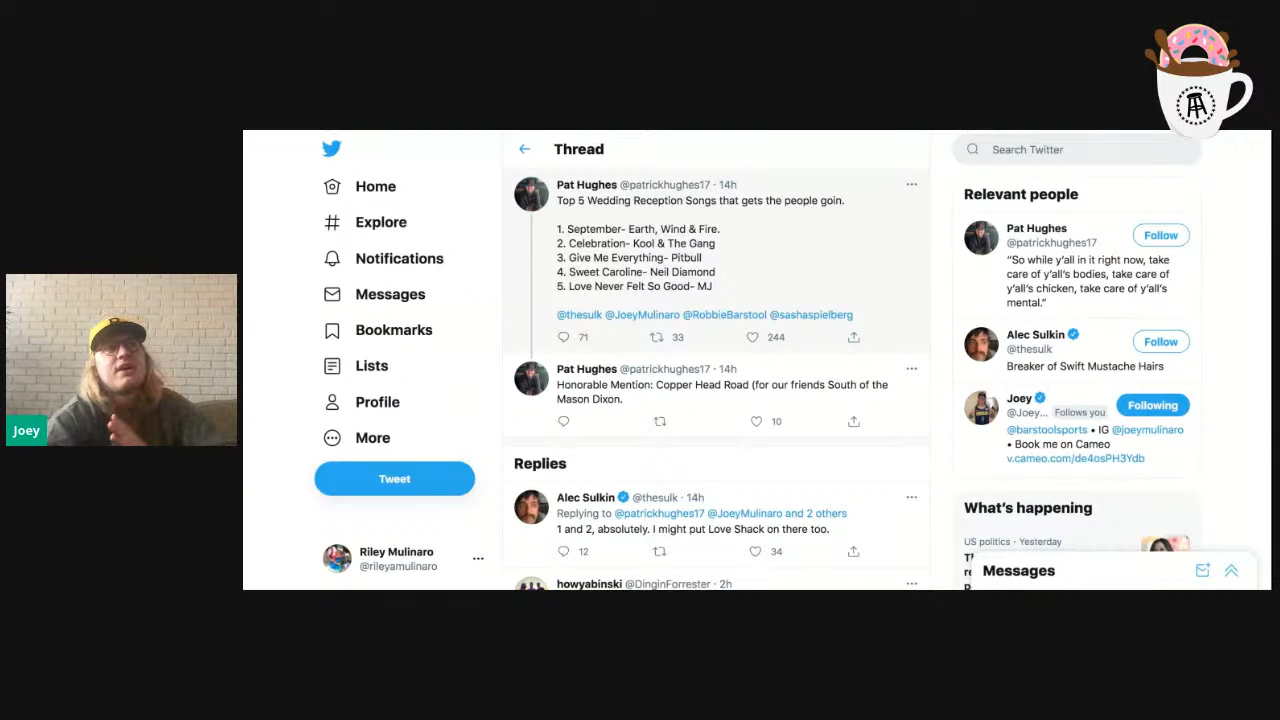 Joey
Home
Explore
Notifications
Messages
Bookmarks
Lists
Profile
More
Tweet
Riley Mulinaro
@rileyamulinaro
Thread
Pat Hughes @patrickhughes17 · 14h
Top 5 Wedding Reception Songs that gets the people goin.
1. September- Earth, Wind & Fire.
2. Celebration- Kool & The Gang
3. Give Me Everything- Pitbull
4. Sweet Caroline- Neil Diamond
5. Love Never Felt So Good- MJ
@thesulk @JoeyMulinaro @RobbieBarstool @sashaspielberg
71 33 244
Pat Hughes @patrickhughes17 · 14h
Honorable Mention: Copper Head Road (for our friends South of the
Mason Dixon.
10
Replies
Alec Sulkin @thesulk · 14h
Replying to @patrickhughes17 @JoeyMulinaro and 2 others
1 and 2, absolutely. I might put Love Shack on there too.
12 34
howyabinski @DinginForrester · 2h
Search Twitter
Relevant people
Pat Hughes
@patrickhughes17
Follow
“So while y’all in it right now, take
care of y’all’s bodies, take care of
y’all’s chicken, take care of y’all’s
mental.”
Alec Sulkin
@thesulk
Follow
Breaker of Swift Mustache Hairs
Joey
@Joey... Follows you
Following
@barstoolsports • IG @joeymulinaro
• Book me on Cameo
v.cameo.com/de4osPH3Ydb
What’s happening
US politics · Yesterday
Messages